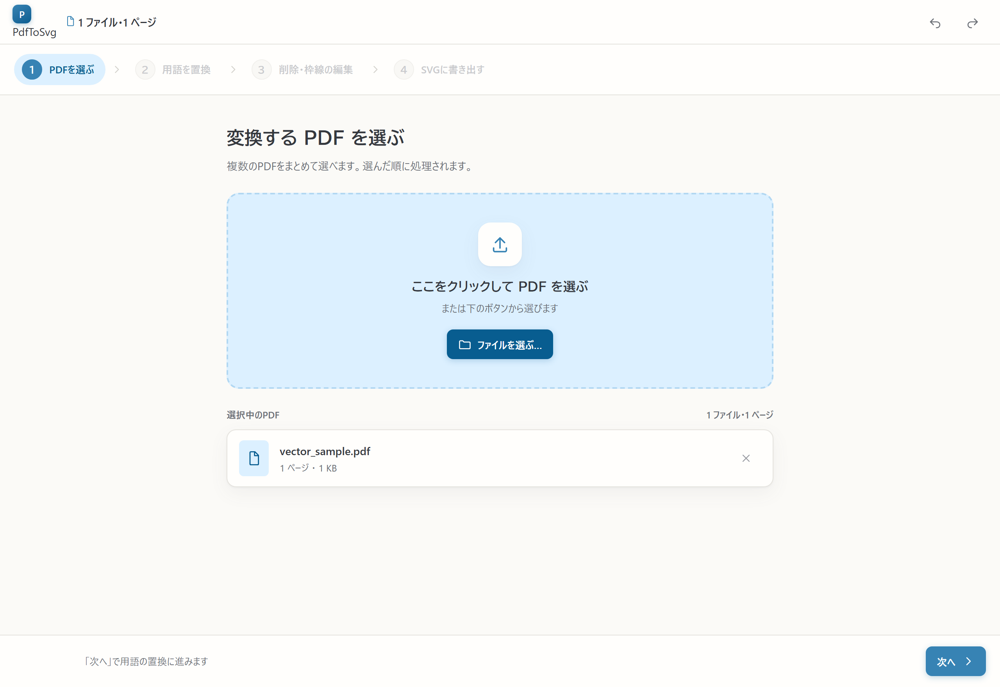 P
PdfToSvg
1 ファイル・1 ページ
1 PDFを選ぶ
2 用語を置換
3 削除・枠線の編集
4 SVGに書き出す
変換する PDF を選ぶ
複数のPDFをまとめて選べます。選んだ順に処理されます。
ここをクリックして PDF を選ぶ
または下のボタンから選びます
ファイルを選ぶ...
選択中のPDF
1 ファイル・1 ページ
vector_sample.pdf
1 ページ · 1 KB
「次へ」で用語の置換に進みます
次へ